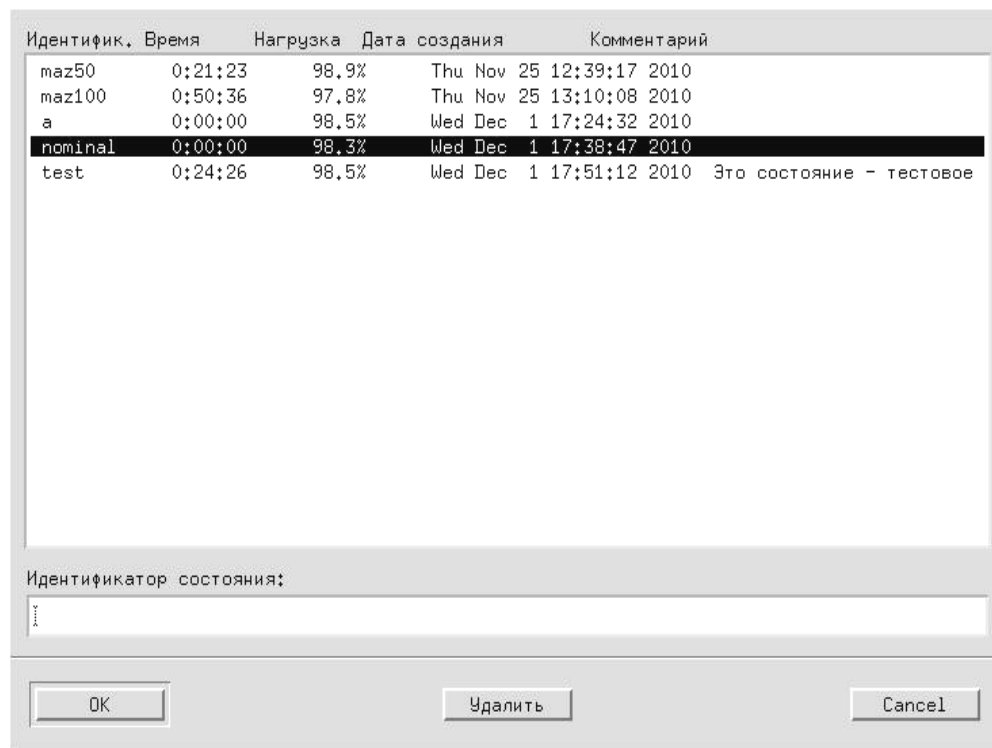 Идентифик. Время Нагрузка Дата создания Комментарий
maz50 0:21:23 98.9% Thu Nov 25 12:39:17 2010
maz100 0:50:36 97.8% Thu Nov 25 13:10:08 2010
a 0:00:00 98.5% Wed Dec 1 17:24:32 2010
nominal 0:00:00 98.3% Wed Dec 1 17:38:47 2010
test 0:24:26 98.5% Wed Dec 1 17:51:12 2010 Это состояние - тестовое
Идентификатор состояния:
OK Удалить Cancel